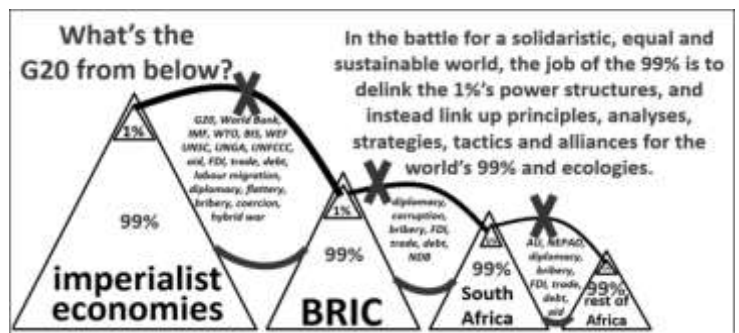 What's the
G20 from below?
In the battle for a solidaristic, equal and
sustainable world, the job of the 99% is to
delink the 1%'s power structures, and
instead link up principles, analyses,
strategies, tactics and alliances for the
world's 99% and ecologies.
1%
G20, World Bank,
IMF, WTO, BIS, WEF
UNSC, UNGA, UNFCCC,
aid, FDI, trade, debt,
labour migration,
diplomacy, flattery,
bribery, coercion,
hybrid war
99%
imperialist
economies
1%
99%
BRIC
diplomacy,
corruption,
bribery, FDI,
trade, debt,
NDB
99%
South
Africa
AU, NEPAD,
diplomacy,
bribery,
FDI, trade,
debt,
aid
99%
rest of
Africa